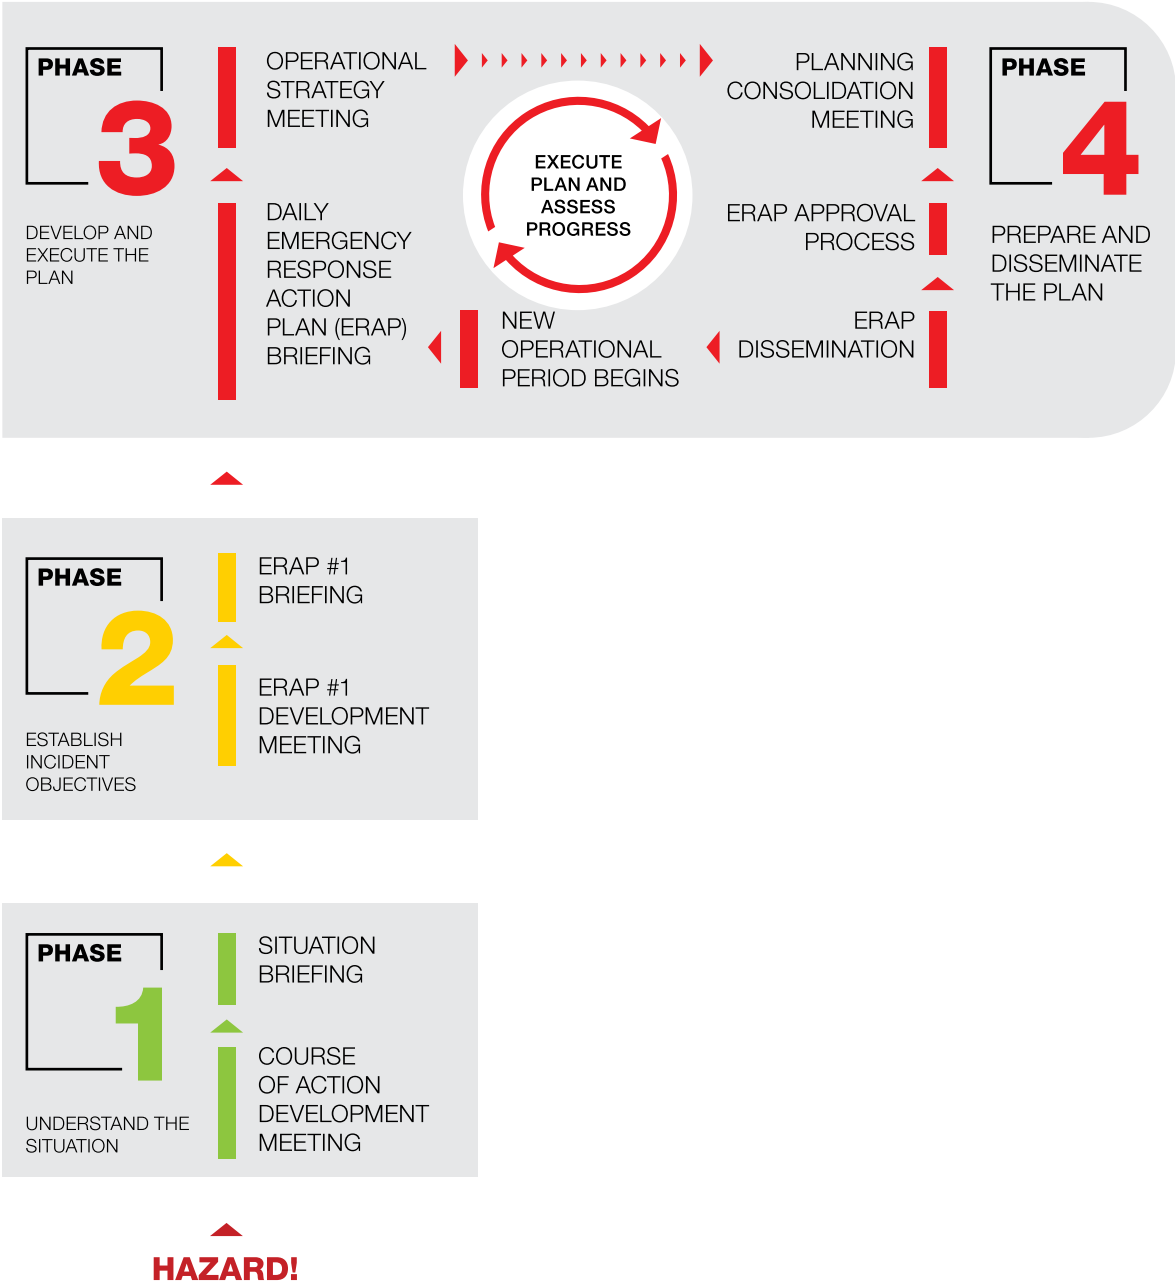 PHASE
3
DEVELOP AND
EXECUTE THE
PLAN
OPERATIONAL
STRATEGY
MEETING
DAILY
EMERGENCY
RESPONSE
ACTION
PLAN (ERAP)
BRIEFING
EXECUTE
PLAN AND
ASSESS
PROGRESS
NEW
OPERATIONAL
PERIOD BEGINS
PLANNING
CONSOLIDATION
MEETING
ERAP APPROVAL
PROCESS
ERAP
DISSEMINATION
PHASE
4
PREPARE AND
DISSEMINATE
THE PLAN
PHASE
2
ESTABLISH
INCIDENT
OBJECTIVES
ERAP #1
BRIEFING
ERAP #1
DEVELOPMENT
MEETING
PHASE
1
UNDERSTAND THE
SITUATION
SITUATION
BRIEFING
COURSE
OF ACTION
DEVELOPMENT
MEETING
HAZARD!